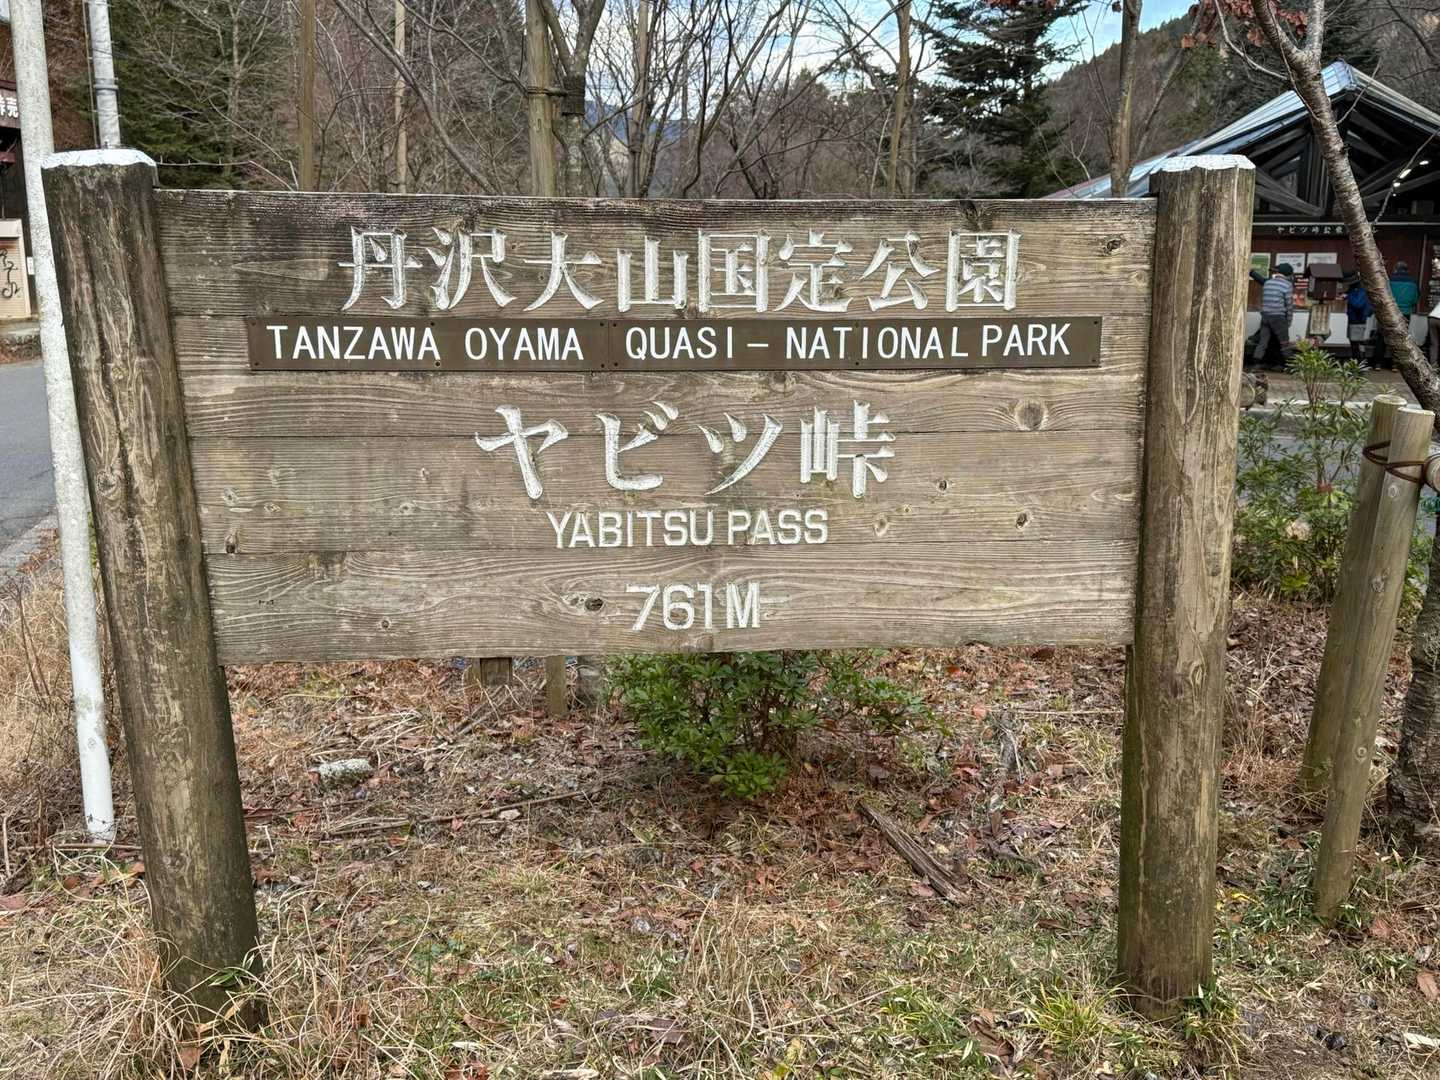 丹沢大山国定公園
TANZAWA OYAMA QUASI-NATIONAL PARK
ヤビツ峠
YABITSU PASS
761M